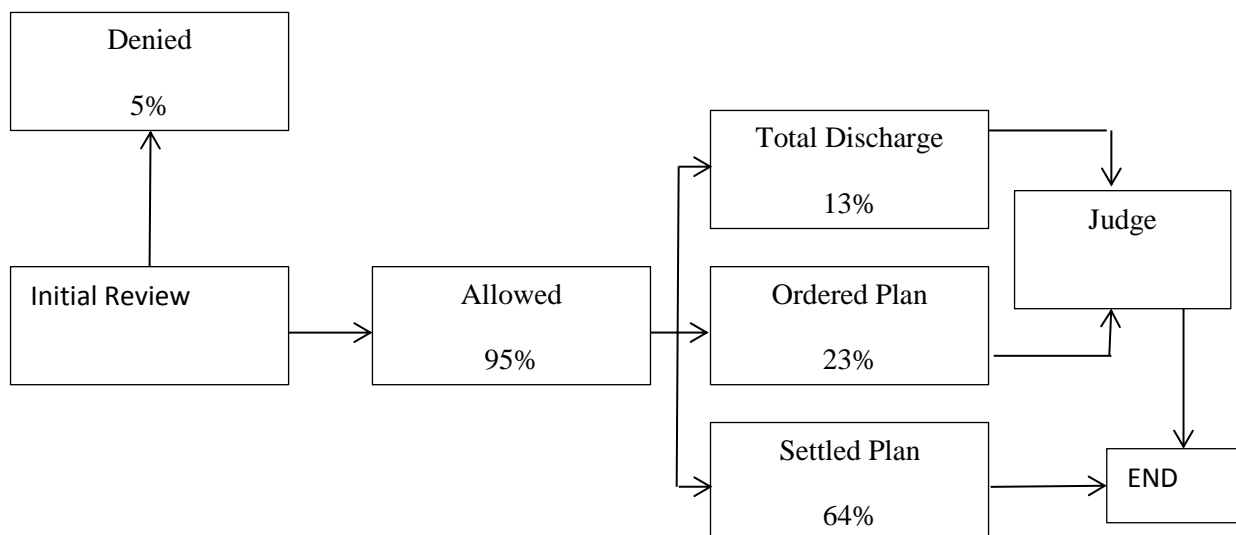 Denied
5%
Initial Review
Allowed
95%
Total Discharge
13%
Ordered Plan
23%
Settled Plan
64%
Judge
END